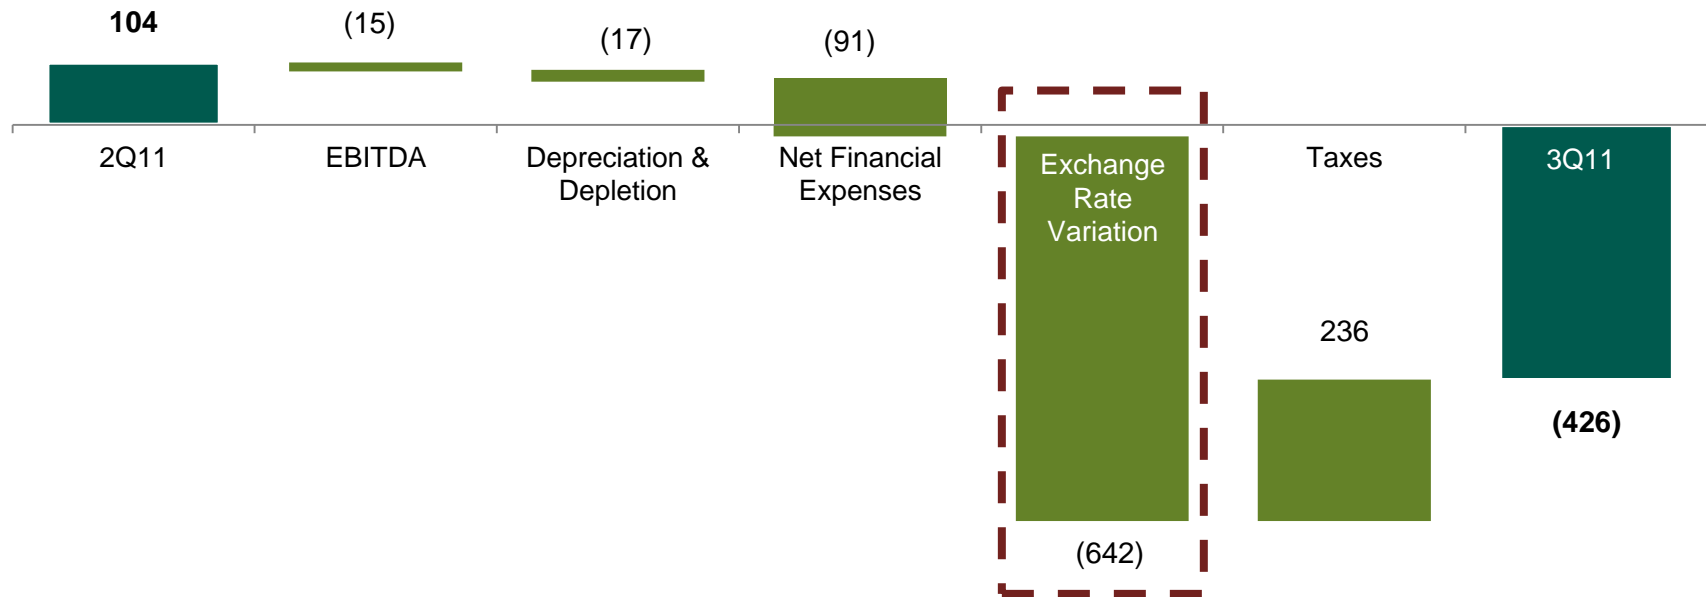 104
(15)
(17)
(91)
2Q11
EBITDA
Depreciation &
Depletion
Net Financial
Expenses
Exchange
Rate
Variation
Taxes
3Q11
236
(426)
(642)